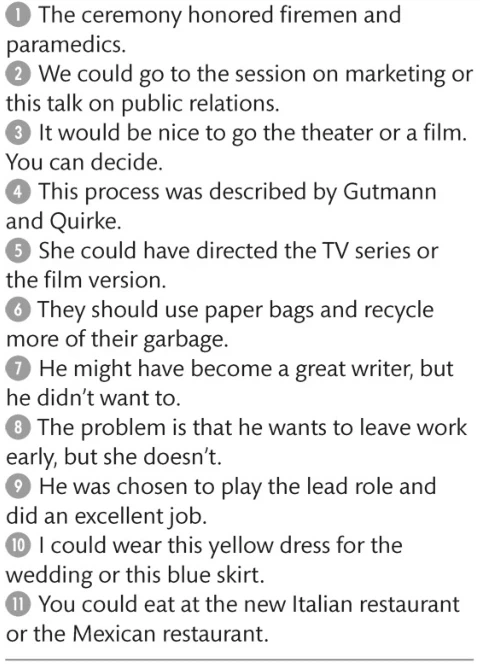 1 The ceremony honored firemen and
paramedics.
2 We could go to the session on marketing or
this talk on public relations.
3 It would be nice to go the theater or a film.
You can decide.
4 This process was described by Gutmann
and Quirke.
5 She could have directed the TV series or
the film version.
6 They should use paper bags and recycle
more of their garbage.
7 He might have become a great writer, but
he didn't want to.
8 The problem is that he wants to leave work
early, but she doesn't.
9 He was chosen to play the lead role and
did an excellent job.
10 I could wear this yellow dress for the
wedding or this blue skirt.
11 You could eat at the new Italian restaurant
or the Mexican restaurant.